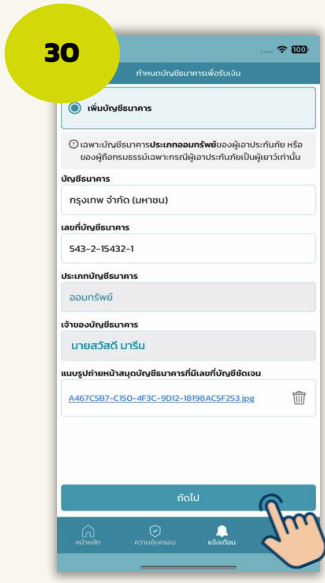 30
100
กำหนดบัญชีธนาคารเพื่อรับเงิน
เพิ่มบัญชีธนาคาร
เฉพาะบัญชีธนาคารประเภทออมทรัพย์ของผู้เอาประกันภัย หรือ
ของผู้ถือกรมธรรม์เฉพาะกรณีผู้เอาประกันภัยเป็นผู้เยาว์เท่านั้น
บัญชีธนาคาร
กรุงเทพ จำกัด (มหาชน)
เลขที่บัญชีธนาคาร
543-2-15432-1
ประเภทบัญชีธนาคาร
ออมทรัพย์
เจ้าของบัญชีธนาคาร
นายสวัสดี มารีน
แนบรูปถ่ายหน้าสมุดบัญชีธนาคารที่มีเลขที่บัญชีชัดเจน
A467C5B7-C150-4F3C-9D12-18198AC5F253.jpg
ถัดไป
หน้าหลัก ความคุ้มครอง แจ้งเตือน